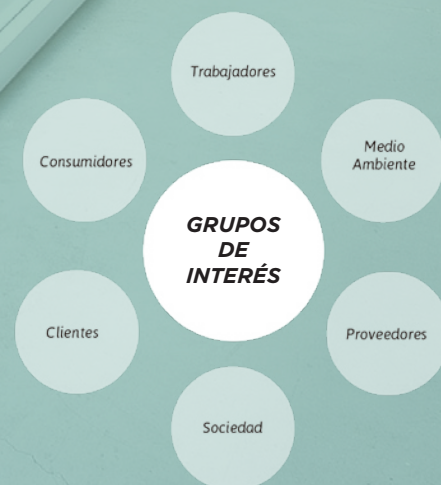 Trabajadores
Consumidores
Medio
Ambiente
GRUPOS
DE
INTERÉS
Clientes
Proveedores
Sociedad